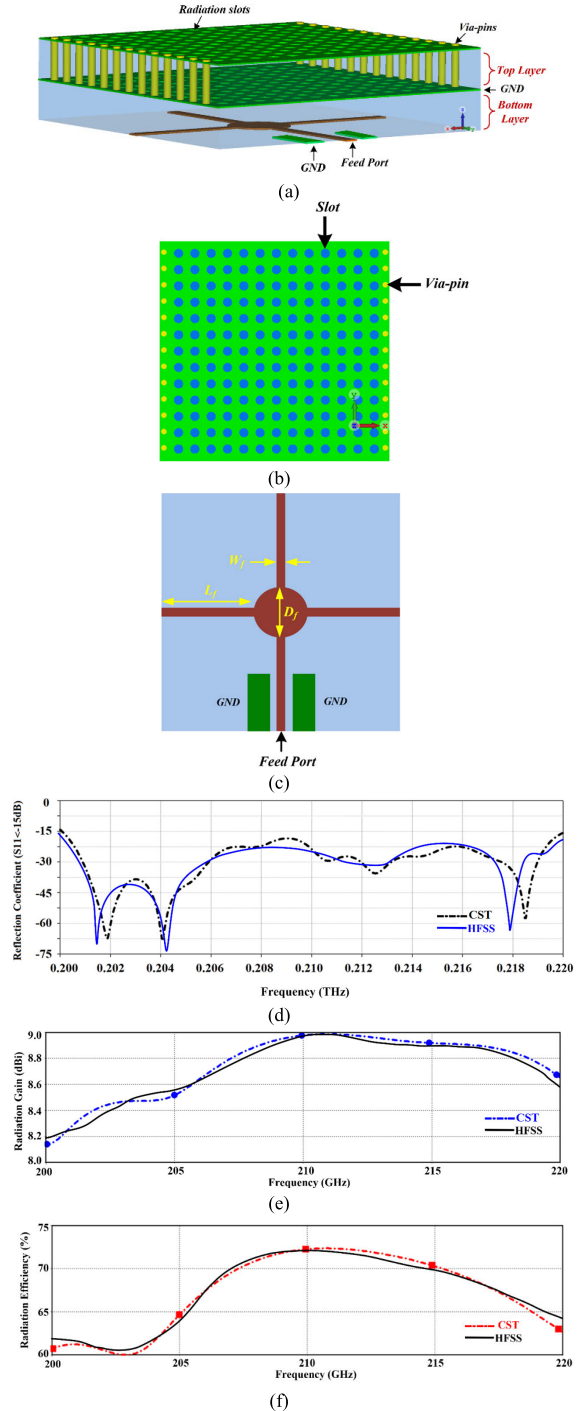 Radiation slots
Via-pins
Top Layer
GND
Bottom
Layer
GND
Feed Port
(a)
Slot
Via-pin
y
x
(b)
Wf
Lf
Df
GND
GND
Feed Port
(c)
Reflection Coefficient (S11<-15dB)
0
-15
-30
-45
-60
-75
CST
HFSS
0.200 0.202 0.204 0.206 0.208 0.210 0.212 0.214 0.216 0.218 0.220
Frequency (THz)
(d)
Radiation Gain (dBi)
9.0
8.8
8.6
8.4
8.2
8.0
CST
HFSS
200 205 210 215 220
Frequency (GHz)
(e)
Radiation Efficiency (%)
75
70
65
60
CST
HFSS
200 205 210 215 220
Frequency (GHz)
(f)